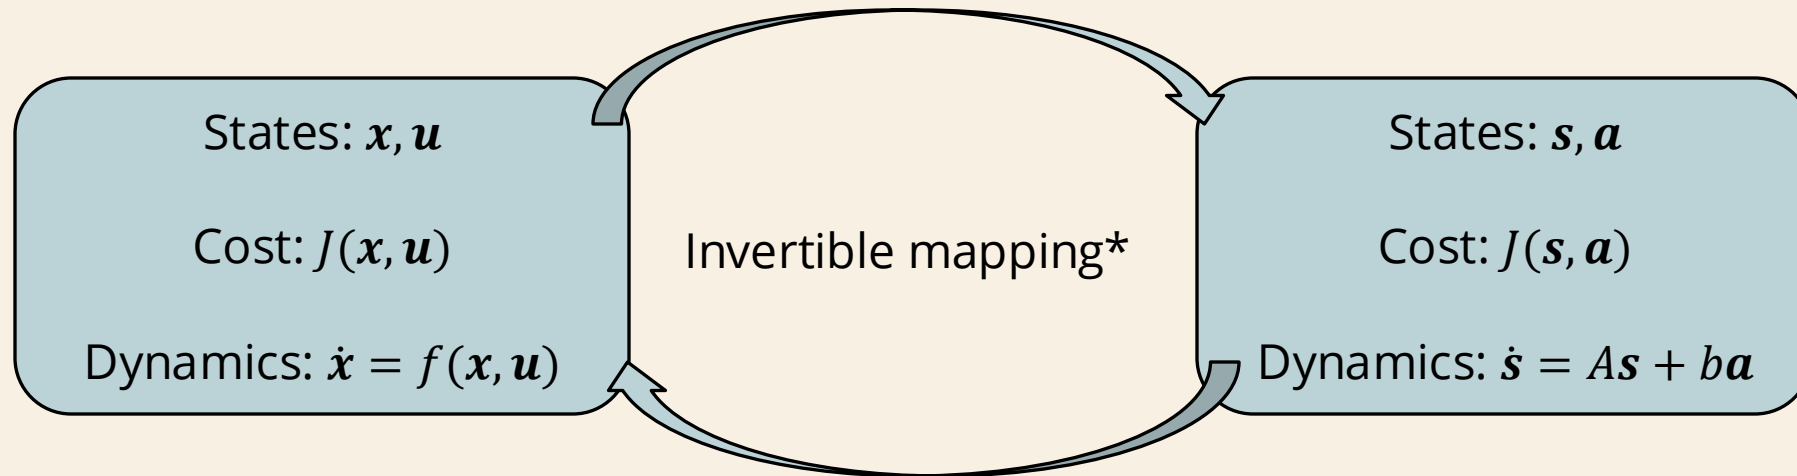 States: x, u
Cost: J(x, u)
Dynamics: ẋ = f(x, u)
Invertible mapping*
States: s, a
Cost: J(s, a)
Dynamics: ṡ = As + ba